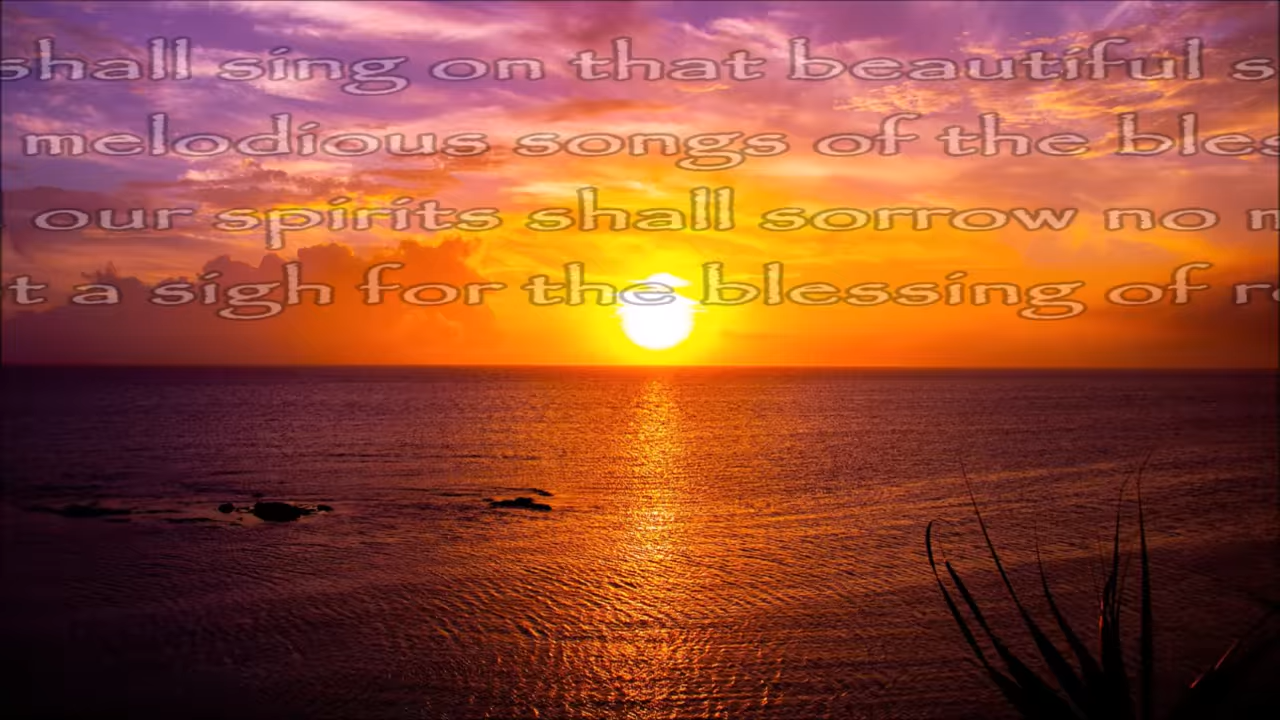 shall sing on that beautiful s
melodious songs of the bles
our spirits shall sorrow no m
t a sigh for the blessing of r